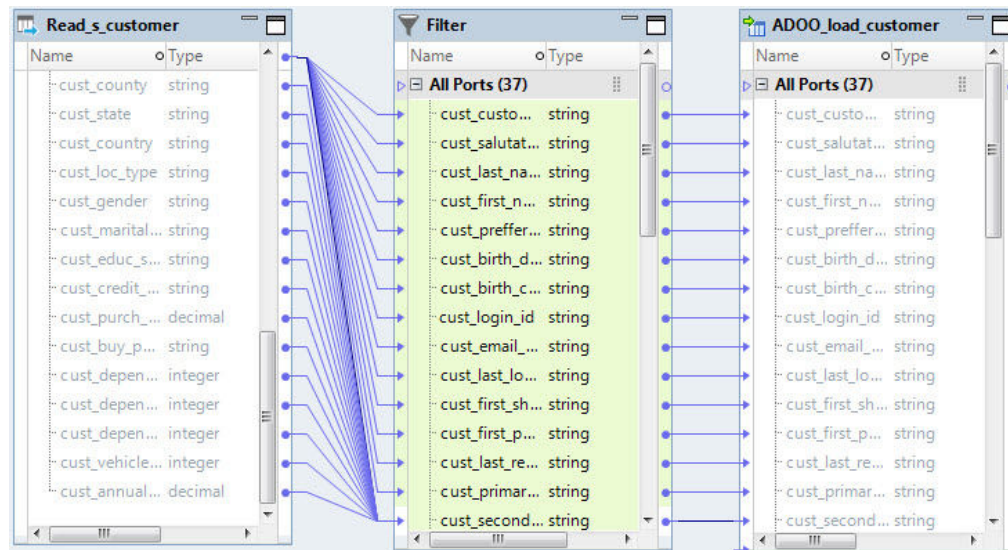 Read_s_customer
Name Type
cust_county string
cust_state string
cust_country string
cust_loc_type string
cust_gender string
cust_marital... string
cust_educ_s... string
cust_credit_... string
cust_purch_... decimal
cust_buy_p... string
cust_depen... integer
cust_depen... integer
cust_depen... integer
cust_vehicle... integer
cust_annual... decimal
Filter
Name Type
All Ports (37)
cust_custo... string
cust_salutat... string
cust_last_na... string
cust_first_n... string
cust_preffer... string
cust_birth_d... string
cust_birth_c... string
cust_login_id string
cust_email_... string
cust_last_lo... string
cust_first_sh... string
cust_first_p... string
cust_last_re... string
cust_primar... string
cust_second... string
ADOO_load_customer
Name Type
All Ports (37)
cust_custo... string
cust_salutat... string
cust_last_na... string
cust_first_n... string
cust_preffer... string
cust_birth_d... string
cust_birth_c... string
cust_login_id string
cust_email_... string
cust_last_lo... string
cust_first_sh... string
cust_first_p... string
cust_last_re... string
cust_primar... string
cust_second... string